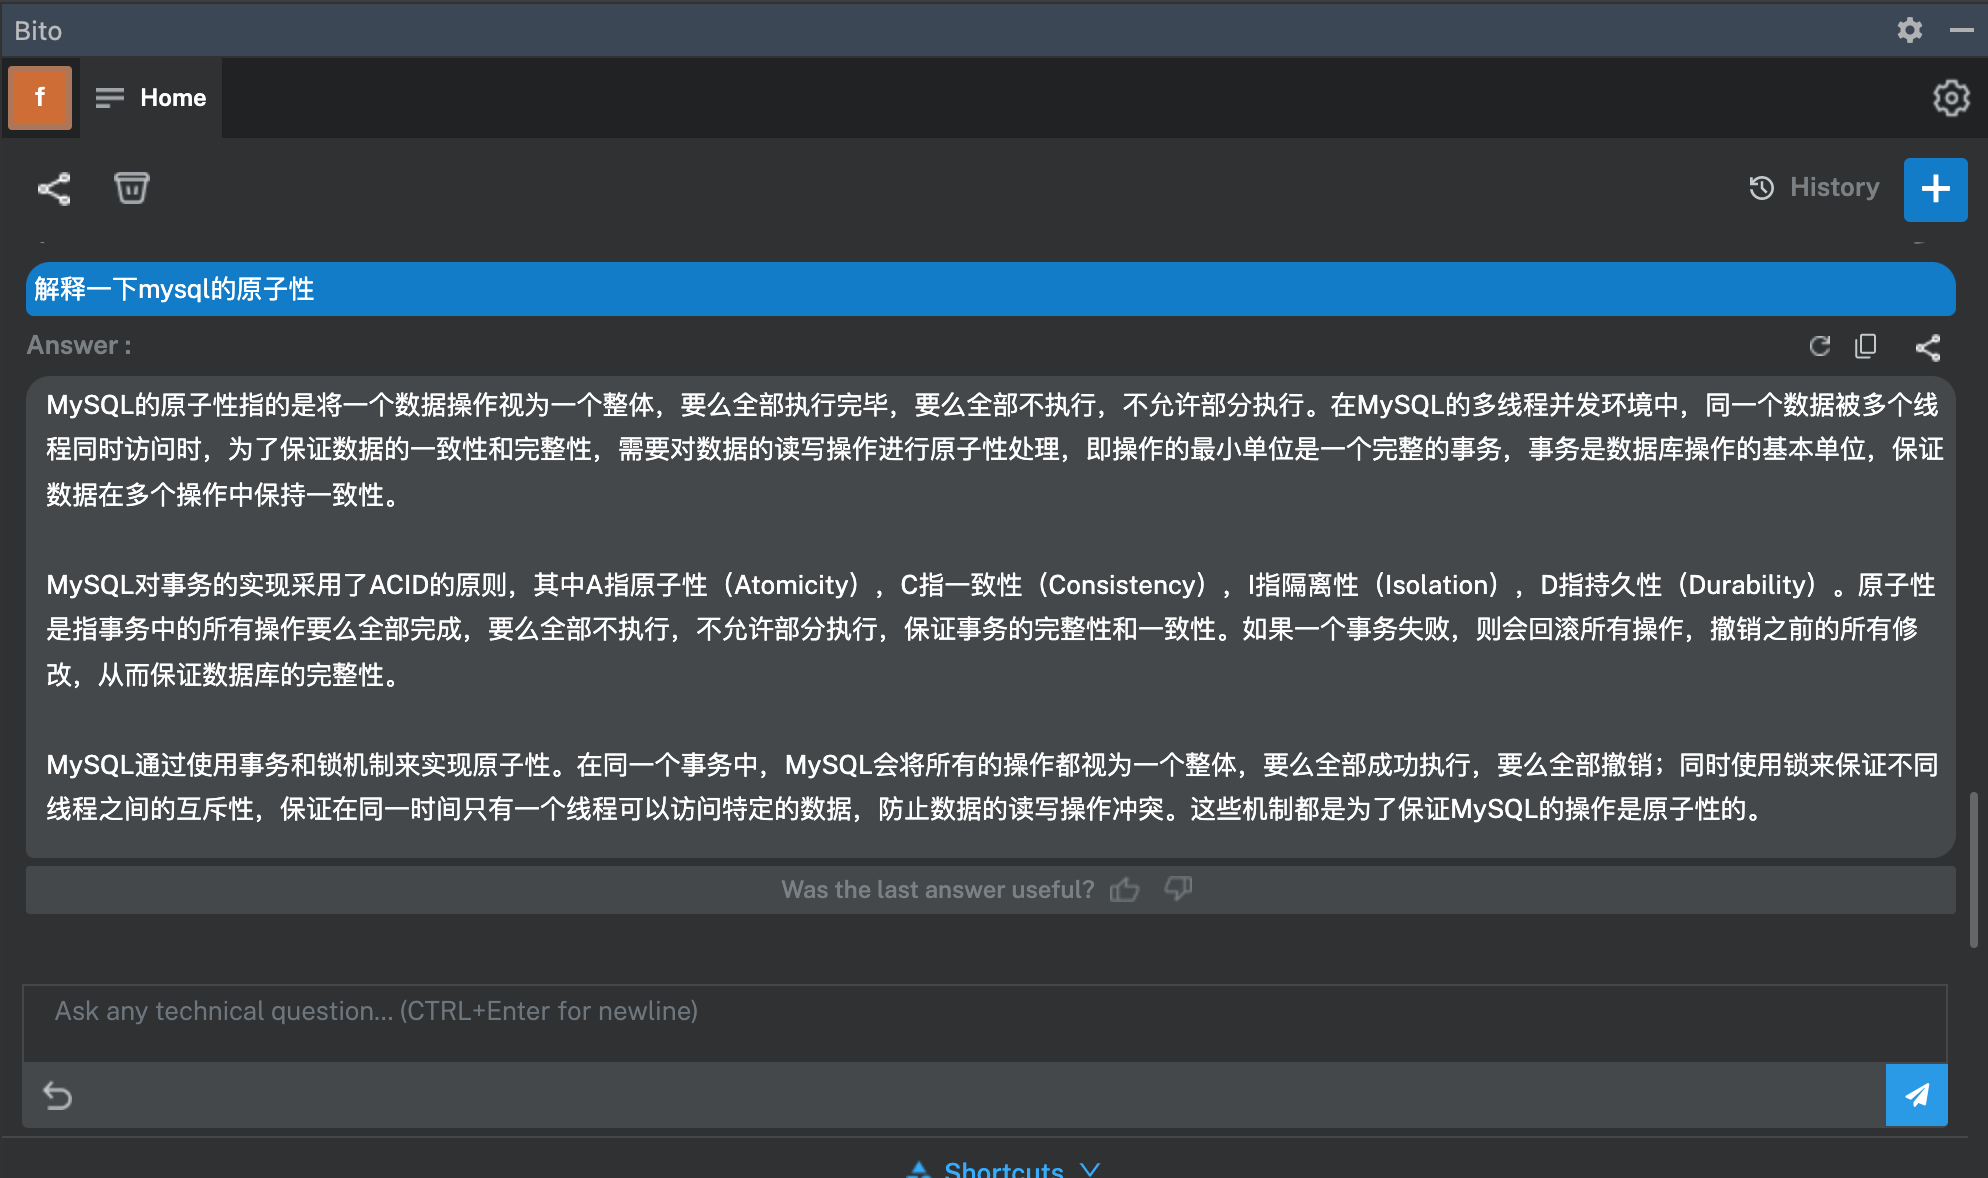 Bito
f
Home
History
解释一下mysql的原子性
Answer :
MySQL的原子性指的是将一个数据操作视为一个整体，要么全部执行完毕，要么全部不执行，不允许部分执行。在MySQL的多线程并发环境中，同一个数据被多个线
程同时访问时，为了保证数据的一致性和完整性，需要对数据的读写操作进行原子性处理，即操作的最小单位是一个完整的事务，事务是数据库操作的基本单位，保证
数据在多个操作中保持一致性。
MySQL对事务的实现采用了ACID的原则，其中A指原子性（Atomicity），C指一致性（Consistency），I指隔离性（Isolation），D指持久性（Durability）。原子性
是指事务中的所有操作要么全部完成，要么全部不执行，不允许部分执行，保证事务的完整性和一致性。如果一个事务失败，则会回滚所有操作，撤销之前的所有修
改，从而保证数据库的完整性。
MySQL通过使用事务和锁机制来实现原子性。在同一个事务中，MySQL会将所有的操作都视为一个整体，要么全部成功执行，要么全部撤销；同时使用锁来保证不同
线程之间的互斥性，保证在同一时间只有一个线程可以访问特定的数据，防止数据的读写操作冲突。这些机制都是为了保证MySQL的操作是原子性的。
Was the last answer useful?
Ask any technical question... (CTRL+Enter for newline)
Shortcuts